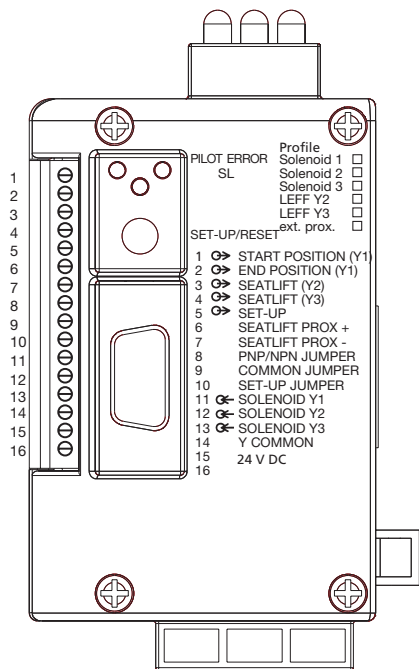 PILOT ERROR
SL
Profile
Solenoid 1
Solenoid 2
Solenoid 3
LEFF Y2
LEFF Y3
ext. prox.
SET-UP/RESET
1
2
3
4
5
6
7
8
9
10
11
12
13
14
15
16
1 START POSITION (Y1)
2 END POSITION (Y1)
3 SEATLIFT (Y2)
4 SEATLIFT (Y3)
5 SET-UP
6 SEATLIFT PROX +
7 SEATLIFT PROX -
8 PNP/NPN JUMPER
9 COMMON JUMPER
10 SET-UP JUMPER
11 SOLENOID Y1
12 SOLENOID Y2
13 SOLENOID Y3
14 Y COMMON
15 24 V DC
16